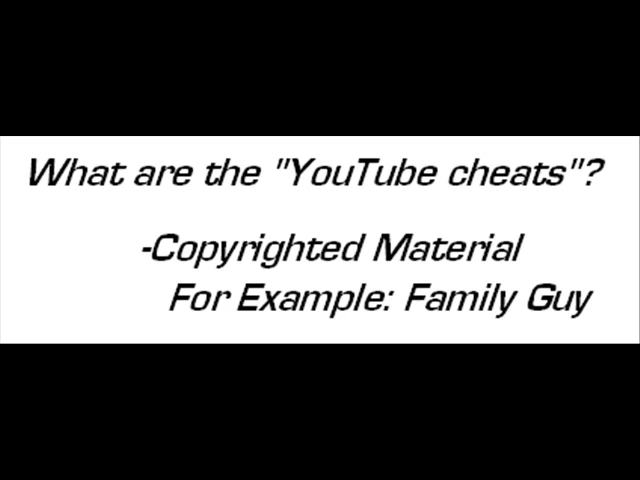 What are the "YouTube cheats"?
-Copyrighted Material
For Example: Family Guy